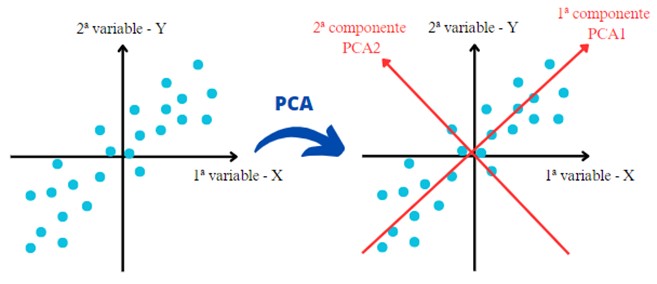 2ª variable - Y
1ª variable - X
PCA
2ª componente
PCA2
2ª variable - Y
1ª componente
PCA1
1ª variable - X